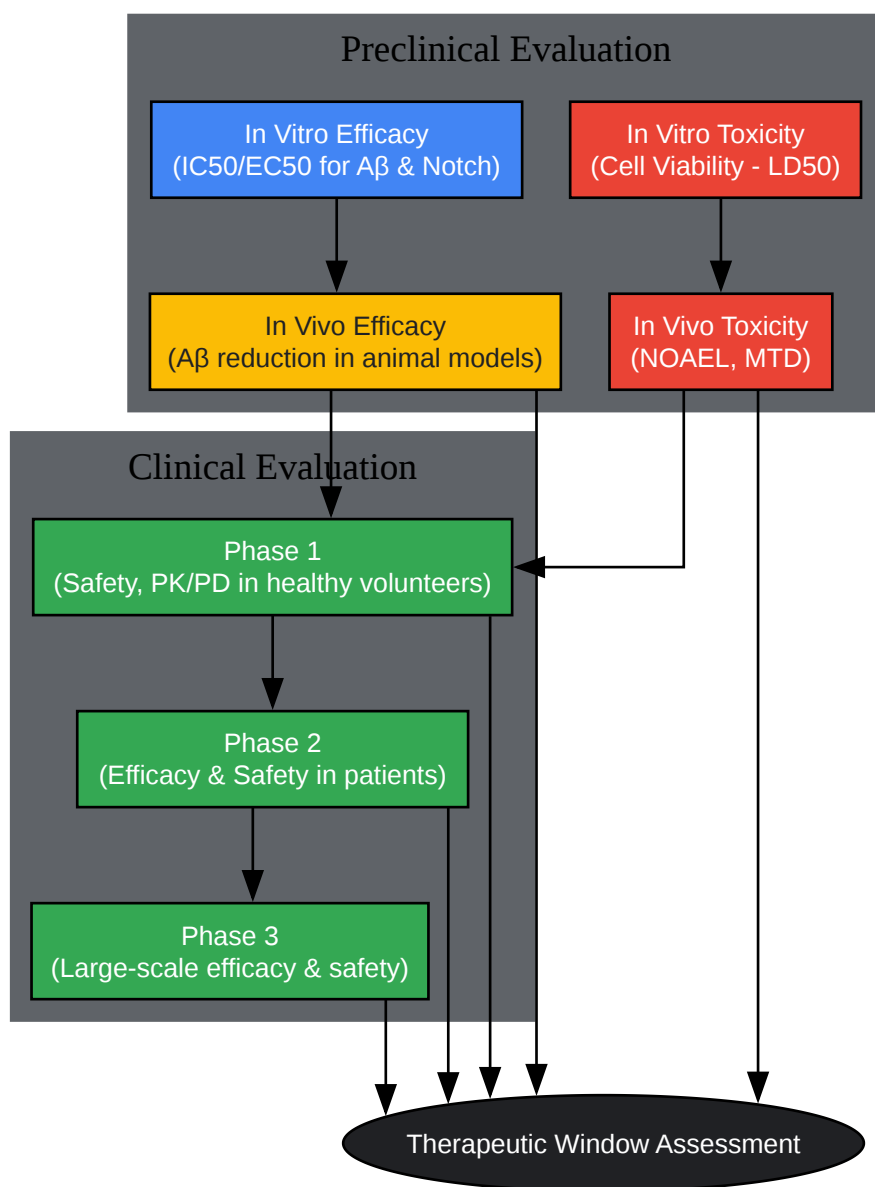 Preclinical Evaluation
In Vitro Efficacy
(IC50/EC50 for Aβ & Notch)
In Vitro Toxicity
(Cell Viability - LD50)
In Vivo Efficacy
(Aβ reduction in animal models)
In Vivo Toxicity
(NOAEL, MTD)
Clinical Evaluation
Phase 1
(Safety, PK/PD in healthy volunteers)
Phase 2
(Efficacy & Safety in patients)
Phase 3
(Large-scale efficacy & safety)
Therapeutic Window Assessment